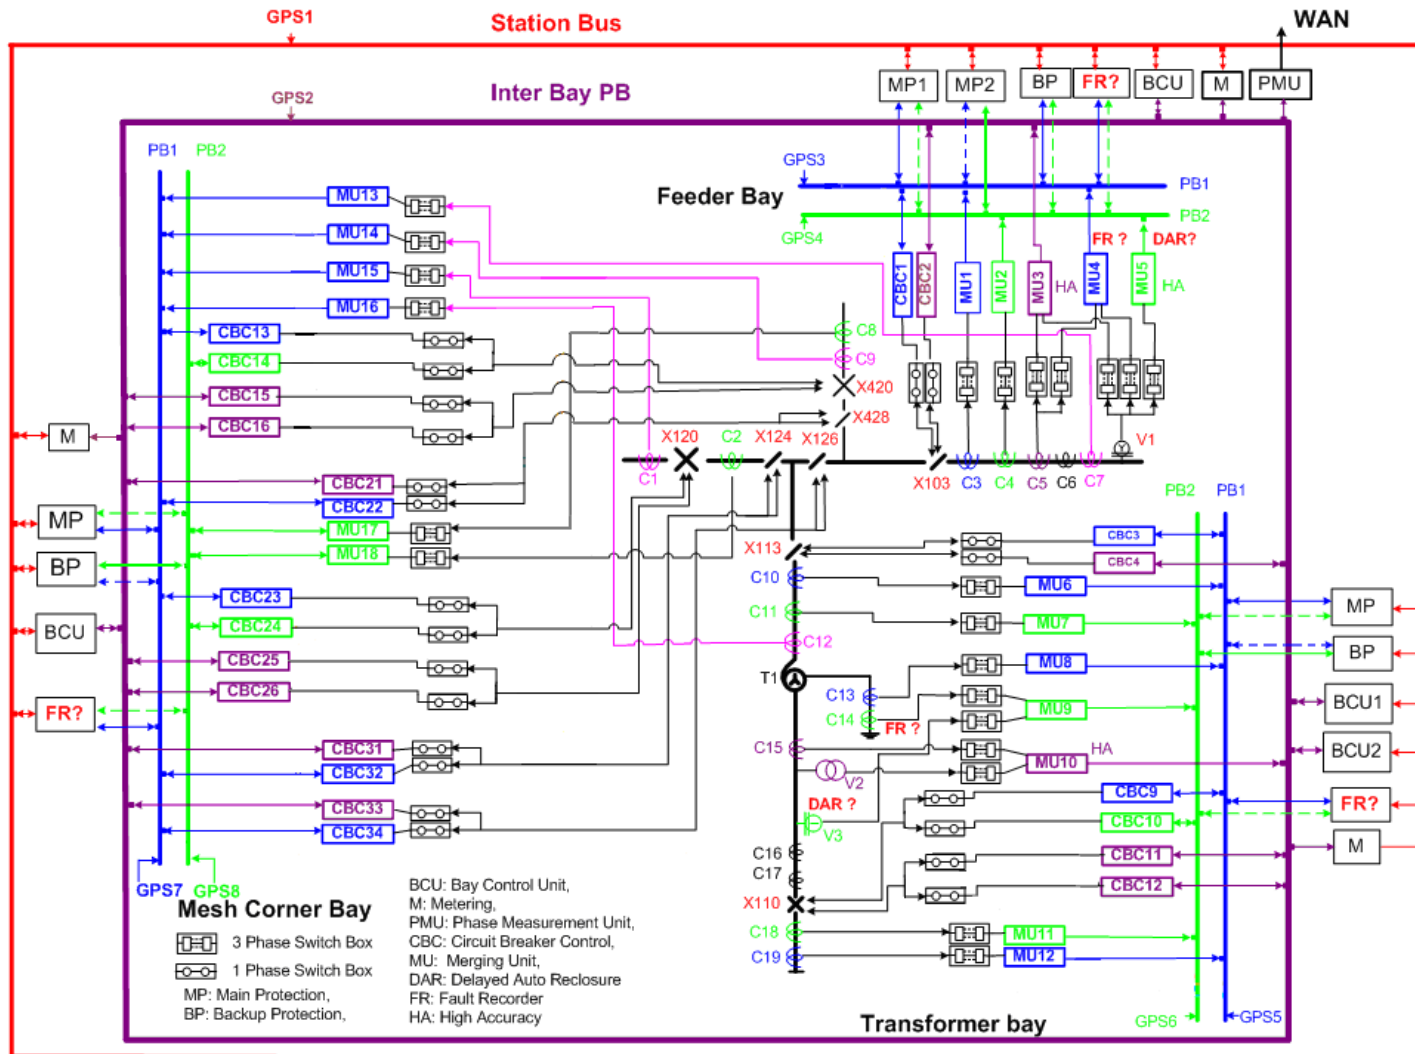 GPS1
Station Bus
WAN
MP1
MP2
BP
FR?
BCU
M
PMU
GPS2
Inter Bay PB
PB1
PB2
GPS3
PB1
Feeder Bay
PB2
GPS4
MU13
MU14
MU15
MU16
FR ?
DAR?
CBC1
CBC2
MU1
MU2
MU3
HA
MU4
MU5
HA
CBC13
CBC14
CBC15
CBC16
C8
C9
X420
X428
M
X120
C2
X124
X126
V1
C1
X103
C3
C4
C5
C6
C7
CBC21
CBC22
MU17
MU18
MP
BP
PB2
PB1
X113
CBC3
CBC4
C10
MU6
C11
MU7
C12
MP
BP
CBC23
CBC24
BCU
CBC25
CBC26
FR?
T1
MU8
C13
C14
FR ?
MU9
BCU1
BCU2
C15
HA
MU10
V2
CBC31
CBC32
CBC33
CBC34
DAR ?
V3
CBC9
CBC10
FR?
C16
C17
CBC11
CBC12
M
X110
C18
MU11
C19
MU12
GPS7
GPS8
Mesh Corner Bay
3 Phase Switch Box
1 Phase Switch Box
MP: Main Protection,
BP: Backup Protection,
BCU: Bay Control Unit,
M: Metering,
PMU: Phase Measurement Unit,
CBC: Circuit Breaker Control,
MU: Merging Unit,
DAR: Delayed Auto Reclosure
FR: Fault Recorder
HA: High Accuracy
Transformer bay
GPS6
GPS5